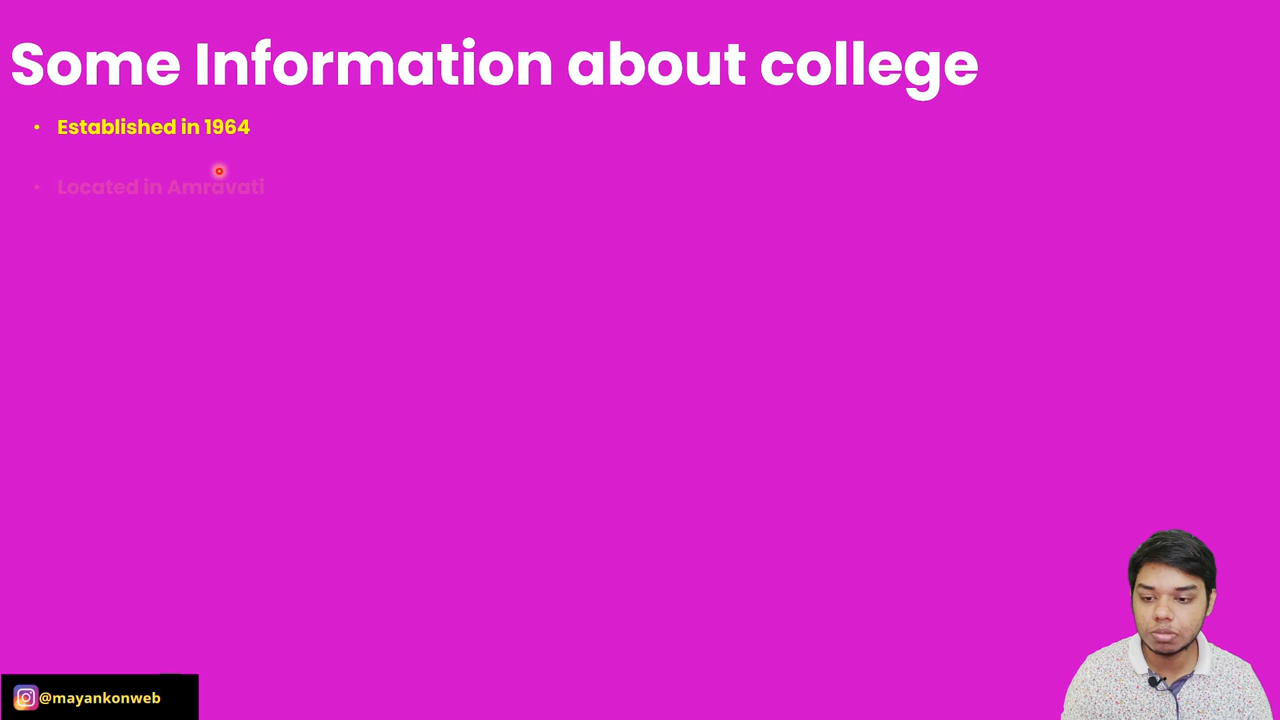 Some Information about college
• Established in 1964
• Located in Amravati
@mayankonweb